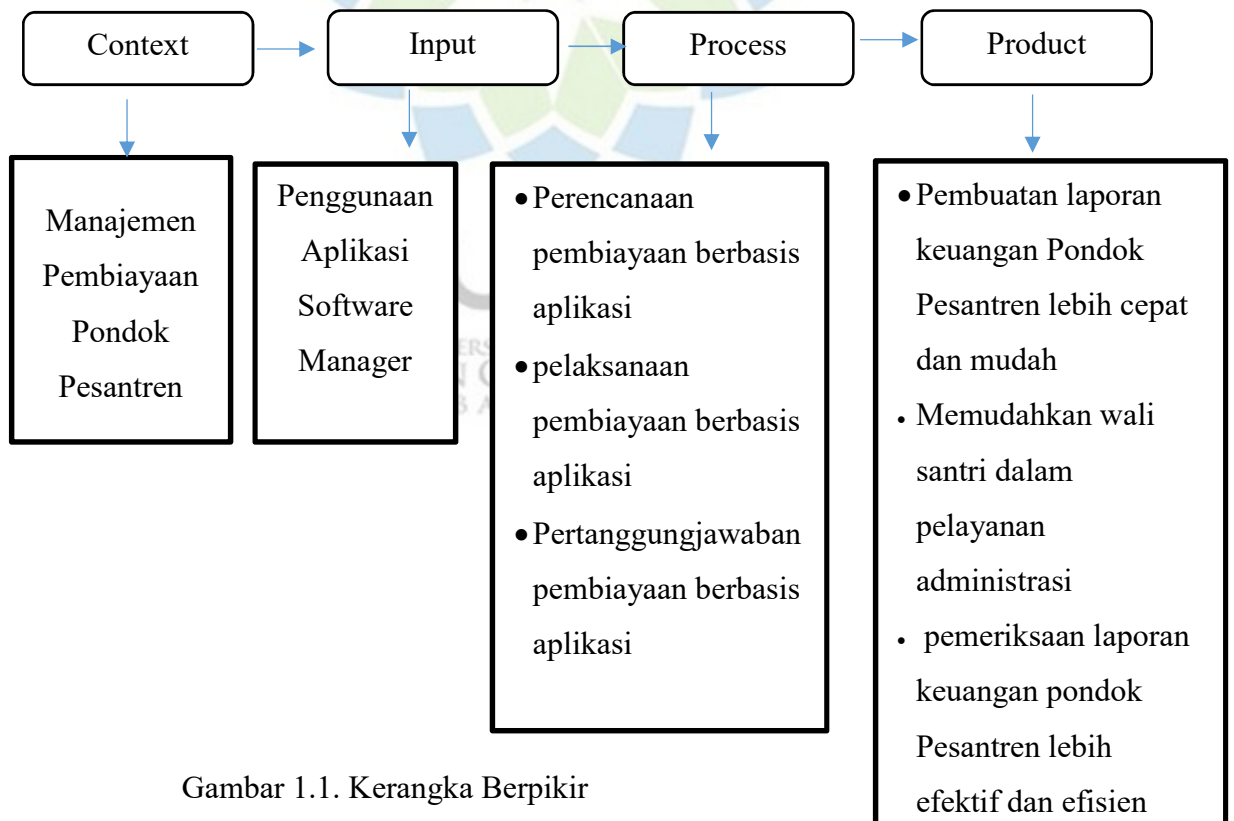 Context
Input
Process
Product
Manajemen
Pembiayaan
Pondok
Pesantren
Penggunaan
Aplikasi
Software
Manager
•Perencanaan
pembiayaan berbasis
aplikasi
•pelaksanaan
pembiayaan berbasis
aplikasi
•Pertanggungjawaban
pembiayaan berbasis
aplikasi
•Pembuatan laporan
keuangan Pondok
Pesantren lebih cepat
dan mudah
• Memudahkan wali
santri dalam
pelayanan
administrasi
• pemeriksaan laporan
keuangan pondok
Pesantren lebih
efektif dan efisien
Gambar 1.1. Kerangka Berpikir